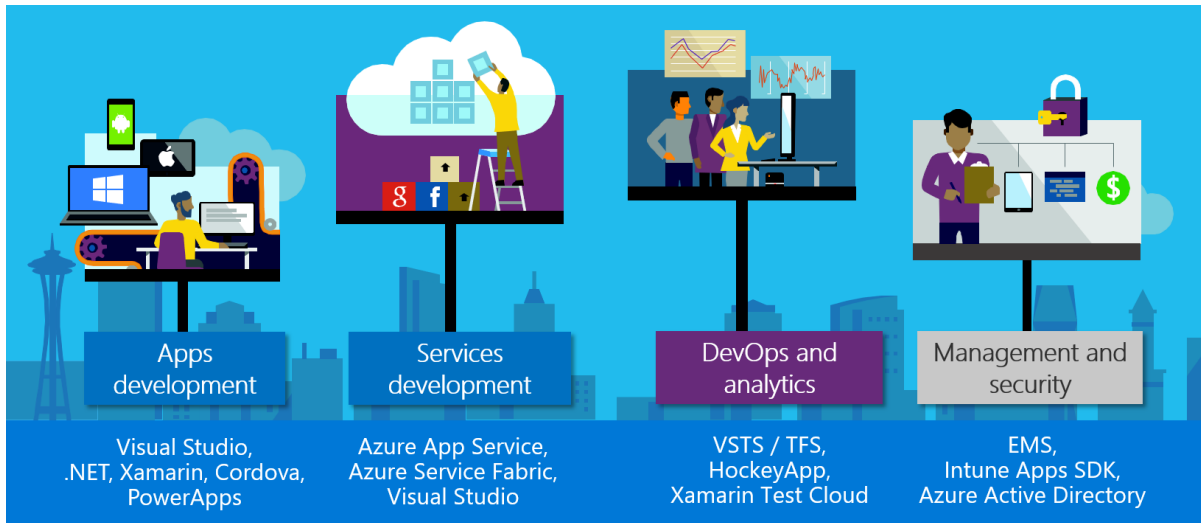 g f
$
Apps
development
Services
development
DevOps and
analytics
Management and
security
Visual Studio,
.NET, Xamarin, Cordova,
PowerApps
Azure App Service,
Azure Service Fabric,
Visual Studio
VSTS / TFS,
HockeyApp,
Xamarin Test Cloud
EMS,
Intune Apps SDK,
Azure Active Directory